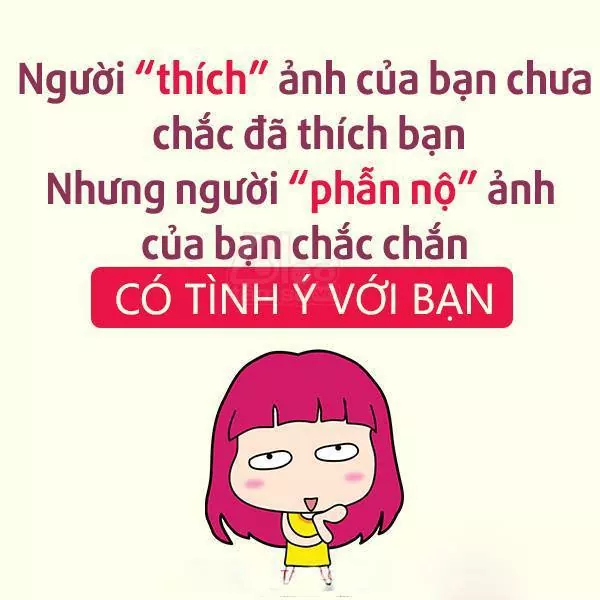 Người “thích” ảnh của bạn chưa
chắc đã thích bạn
Nhưng người “phẫn nộ” ảnh
của bạn chắc chắn
CÓ TÌNH Ý VỚI BẠN